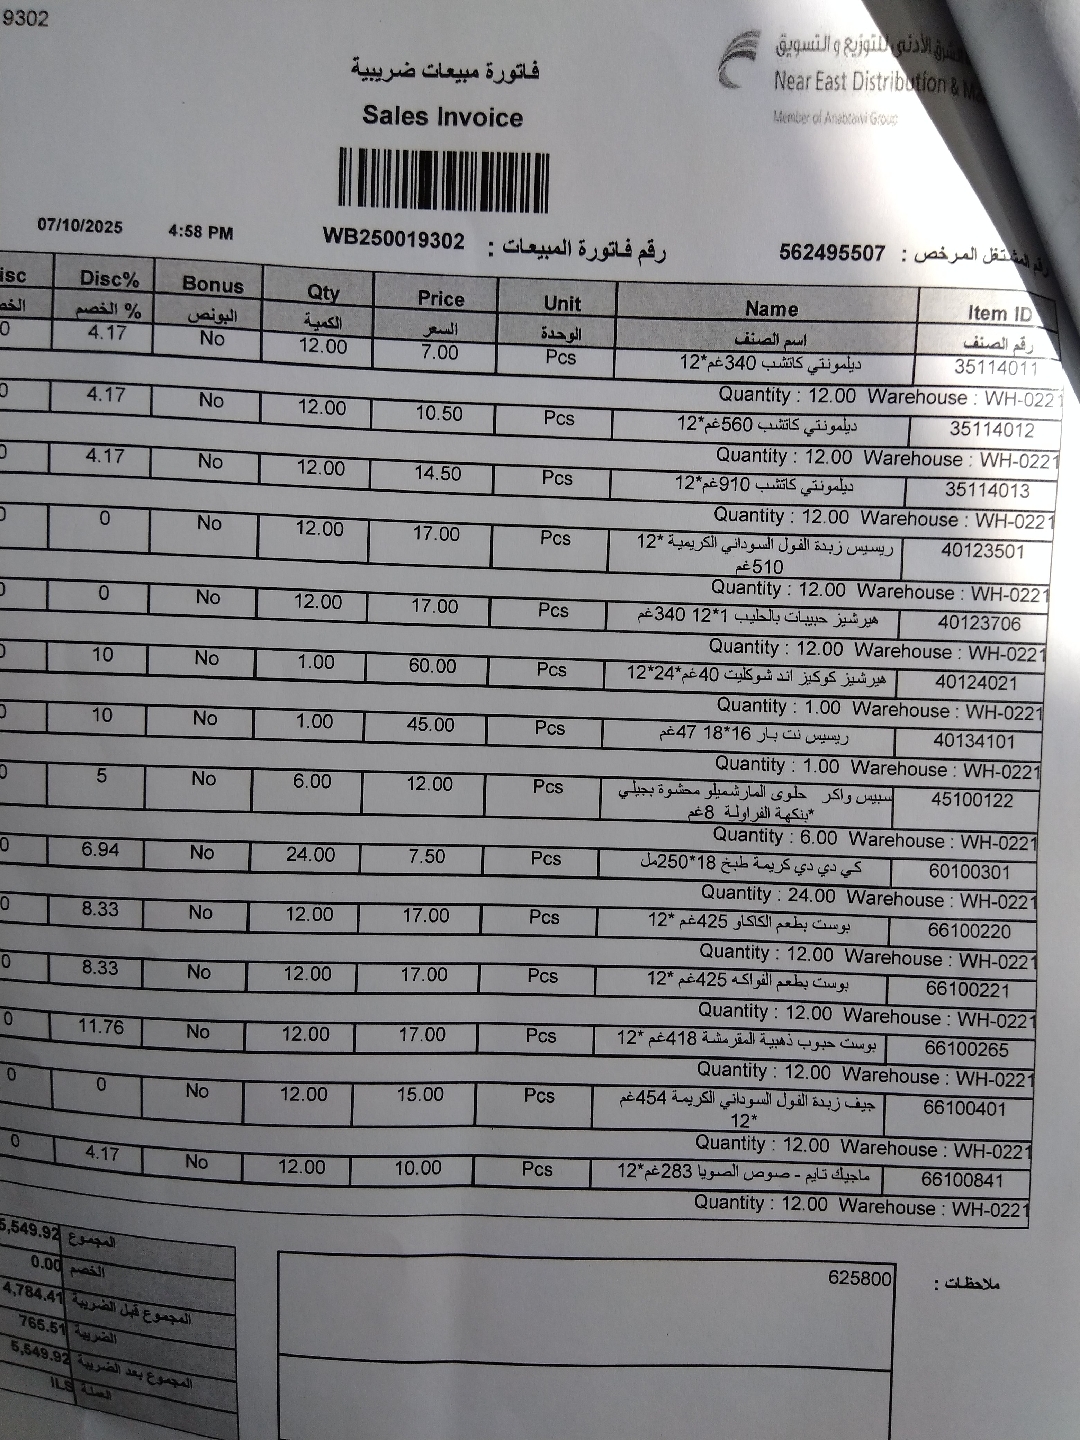 9302
للتوزيع و التسويق
Near East Distribution &
Member of Anabtawi Group
فاتورة مبيعات ضريبية
Sales Invoice
07/10/2025 4:58 PM WB250019302 رقم فاتورة المبيعات : 562495507 المرخص :
isc Disc% Bonus Qty Price Unit Name Item ID
% الخصم البونص الكمية السعر الوحدة اسم الصنف رقم الصنف
0 4.17 No 12.00 7.00 Pcs ديلمونتي كاتشب 340غم*12 35114011
Quantity : 12.00 Warehouse : WH-0221
0 4.17 No 12.00 10.50 Pcs ديلمونتي كاتشب 560غم*12 35114012
Quantity : 12.00 Warehouse : WH-0221
0 4.17 No 12.00 14.50 Pcs ديلمونتي كاتشب 910غم*12 35114013
Quantity : 12.00 Warehouse : WH-0221
0 0 No 12.00 17.00 Pcs ريسيس زبدة الفول السوداني الكريمية *12 40123501
510غم
Quantity : 12.00 Warehouse : WH-0221
0 0 No 12.00 17.00 Pcs هيرشيز حبيبات بالحليب 1*12 340غم 40123706
Quantity : 12.00 Warehouse : WH-0221
0 10 No 1.00 60.00 Pcs هيرشيز كوكيز اند شوكليت 40غم*24*12 40124021
Quantity : 1.00 Warehouse : WH-0221
0 10 No 1.00 45.00 Pcs ريسيس نت بار 16*18 47غم 40134101
Quantity : 1.00 Warehouse : WH-0221
0 5 No 6.00 12.00 Pcs سبيس واكر حلوى المارشميلو محشوة بجيلي 45100122
بنكهة الفراولة 8غم*
Quantity : 6.00 Warehouse : WH-0221
0 6.94 No 24.00 7.50 Pcs كي دي دي كريمة طبخ 18*250مل 60100301
Quantity : 24.00 Warehouse : WH-0221
0 8.33 No 12.00 17.00 Pcs بوست بطعم الكاكاو 425غم *12 66100220
Quantity : 12.00 Warehouse : WH-0221
0 8.33 No 12.00 17.00 Pcs بوست بطعم الفواكه 425غم *12 66100221
Quantity : 12.00 Warehouse : WH-0221
0 11.76 No 12.00 17.00 Pcs بوست حبوب ذهبية المقرمشة 418غم *12 66100265
Quantity : 12.00 Warehouse : WH-0221
0 0 No 12.00 15.00 Pcs جيف زبدة الفول السوداني الكريمة 454غم 66100401
*12
Quantity : 12.00 Warehouse : WH-0221
0 4.17 No 12.00 10.00 Pcs ماجيك تايم - صوص الصويا 283غم*12 66100841
Quantity : 12.00 Warehouse : WH-0221
5,549.92 المجموع
0.00 الخصم
4,784.41 المجموع قبل الضريبة
765.51 الضريبة
5,549.92 المجموع بعد الضريبة
ILS العملة
ملاحظات : 625800